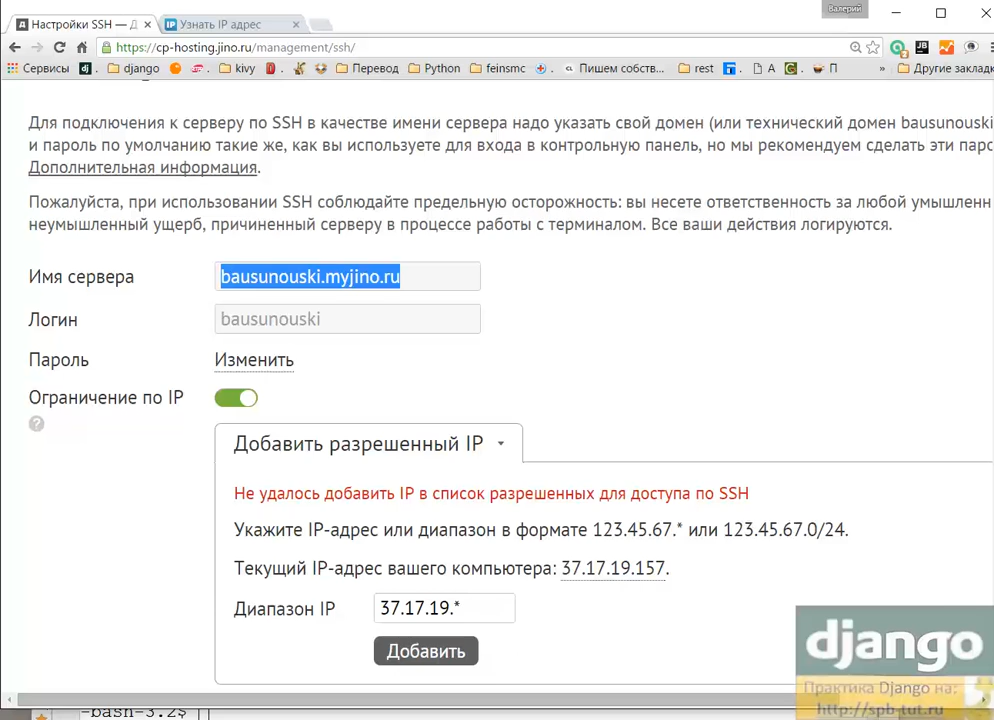 Валерий
Настройки SSH — Д
Узнать IP адрес
https://cp-hosting.jino.ru/management/ssh/
Сервисы
django
kivy
Перевод
Python
feinsmc
Пишем собств...
rest
А
П
»
Другие заклад
Для подключения к серверу по SSH в качестве имени сервера надо указать свой домен (или технический домен bausunouski
и пароль по умолчанию такие же, как вы используете для входа в контрольную панель, но мы рекомендуем сделать эти паро
Дополнительная информация.
Пожалуйста, при использовании SSH соблюдайте предельную осторожность: вы несете ответственность за любой умышленн
неумышленный ущерб, причиненный серверу в процессе работы с терминалом. Все ваши действия логируются.
Имя сервера
bausunouski.myjino.ru
Логин
bausunouski
Пароль
Изменить
Ограничение по IP
?
Добавить разрешенный IP
Не удалось добавить IP в список разрешенных для доступа по SSH
Укажите IP-адрес или диапазон в формате 123.45.67.* или 123.45.67.0/24.
Текущий IP-адрес вашего компьютера: 37.17.19.157.
Диапазон IP
37.17.19.*
Добавить
django
Практика Django на:
http://spb-tut.ru
-bash-3.2$